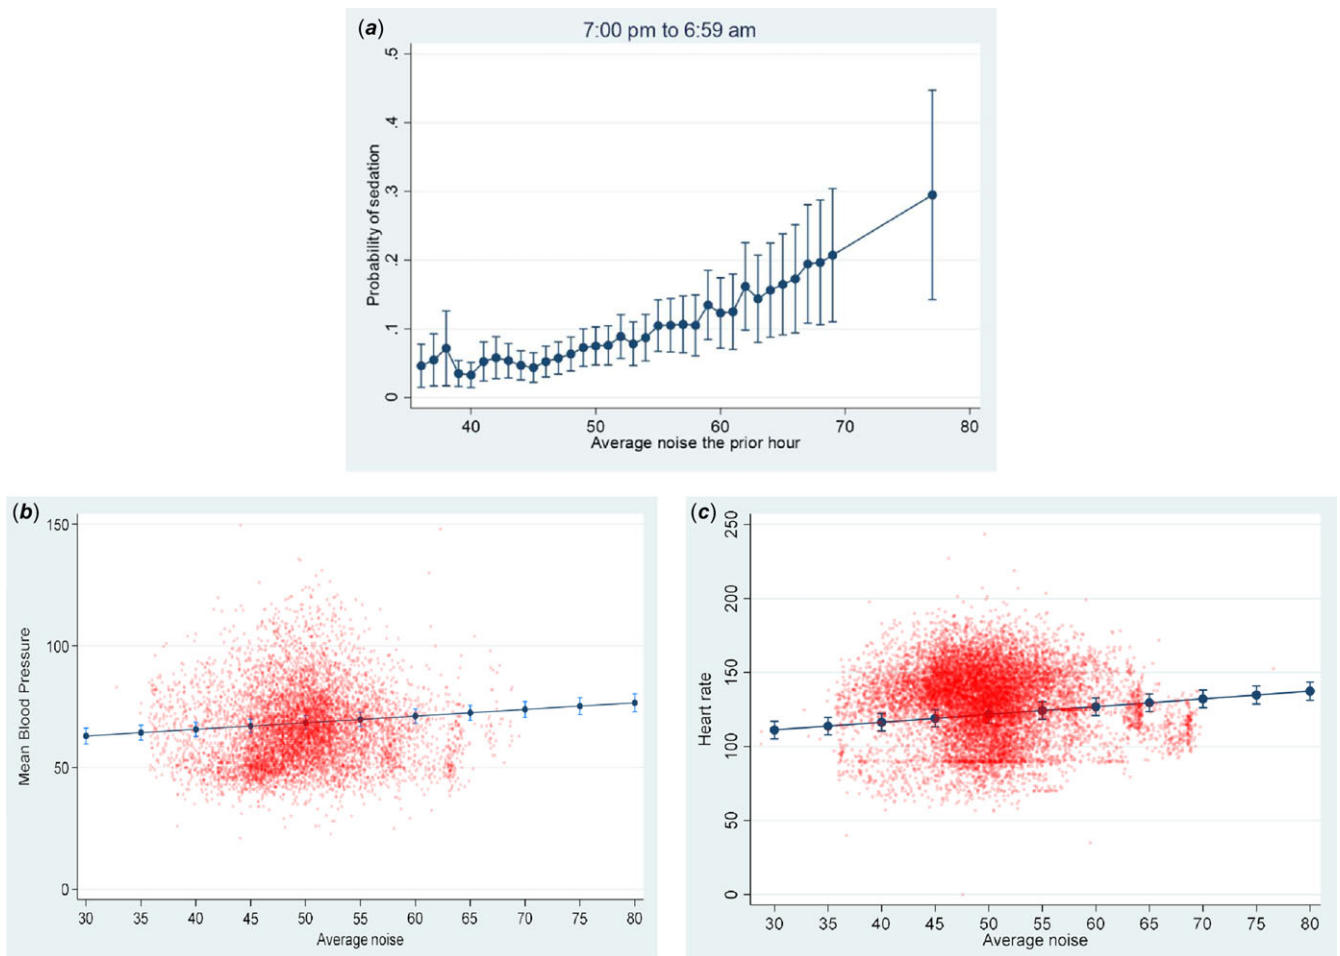 (a)
7:00 pm to 6:59 am
Probability of sedation
.5
.4
.3
.2
.1
0
40 50 60 70 80
Average noise the prior hour
(b)
Mean Blood Pressure
150
100
50
0
30 35 40 45 50 55 60 65 70 75 80
Average noise
(c)
Heart rate
250
200
150
100
50
0
30 35 40 45 50 55 60 65 70 75 80
Average noise